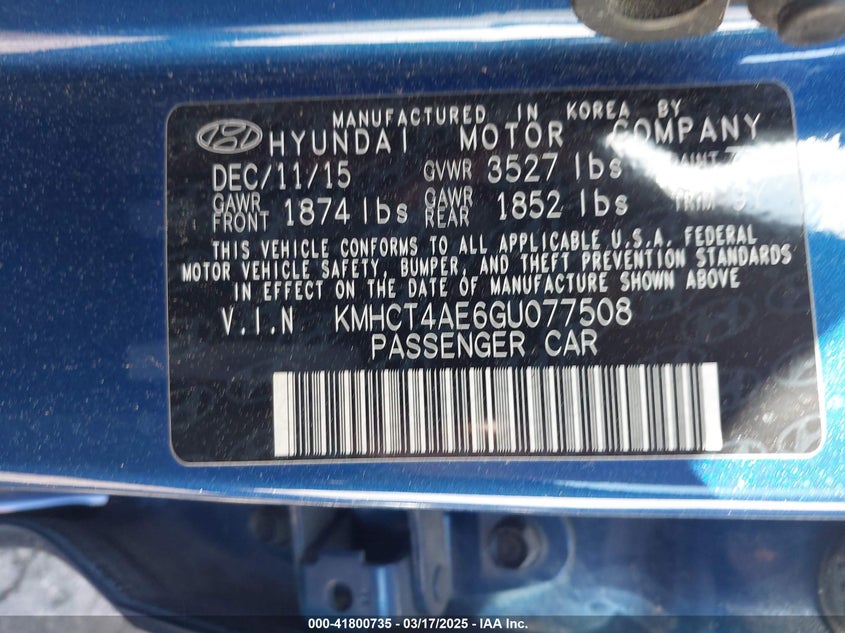 MANUFACTURED IN KOREA BY
HYUNDAI MOTOR COMPANY
DEC/11/15 GVWR 3527 lbs
GAWR FRONT 1874 lbs GAWR REAR 1852 lbs TRIM
THIS VEHICLE CONFORMS TO ALL APPLICABLE U.S.A. FEDERAL
MOTOR VEHICLE SAFETY, BUMPER, AND THEFT PREVENTION STANDARDS
IN EFFECT ON THE DATE OF MANUFACTURE SHOWN ABOVE
V.I.N KMHCT4AE6GU077508
PASSENGER CAR
000-41800735 - 03/17/2025 - IAA Inc.